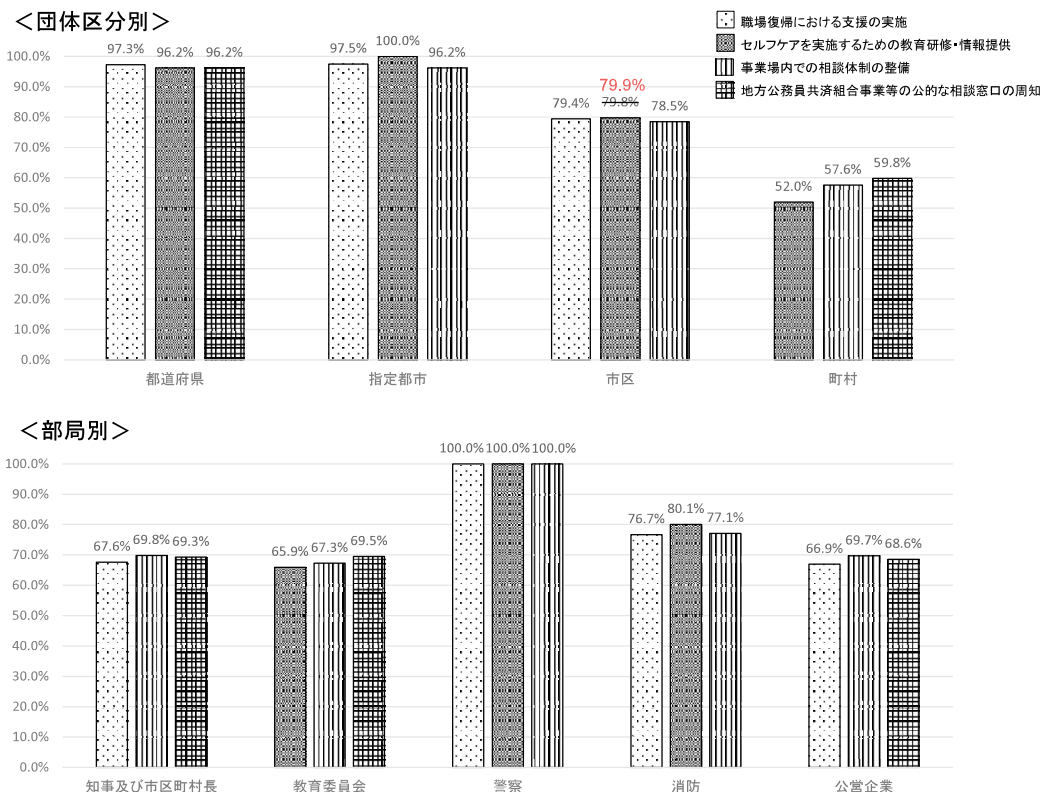 ＜団体区分別＞
職場復帰における支援の実施
セルフケアを実施するための教育研修・情報提供
事業場内での相談体制の整備
地方公務員共済組合事業等の公的な相談窓口の周知
100.0%
90.0%
80.0%
70.0%
60.0%
50.0%
40.0%
30.0%
20.0%
10.0%
0.0%
97.3% 96.2% 96.2%
97.5% 100.0% 96.2%
79.9%
79.4% 79.8% 78.5%
52.0% 57.6% 59.8%
都道府県 指定都市 市区 町村
＜部局別＞
100.0%
90.0%
80.0%
70.0%
60.0%
50.0%
40.0%
30.0%
20.0%
10.0%
0.0%
67.6% 69.8% 69.3%
65.9% 67.3% 69.5%
100.0% 100.0% 100.0%
76.7% 80.1% 77.1%
66.9% 69.7% 68.6%
知事及び市区町村長 教育委員会 警察 消防 公営企業